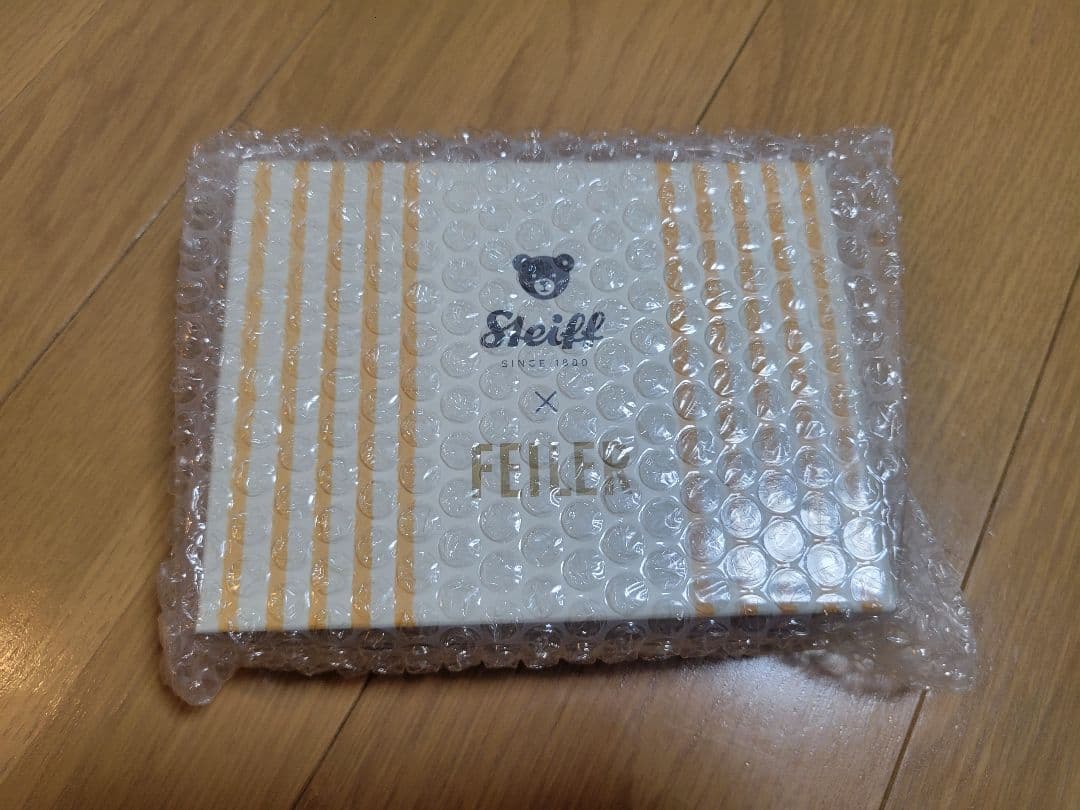 Steiff
SINCE 1880
×
FEILER